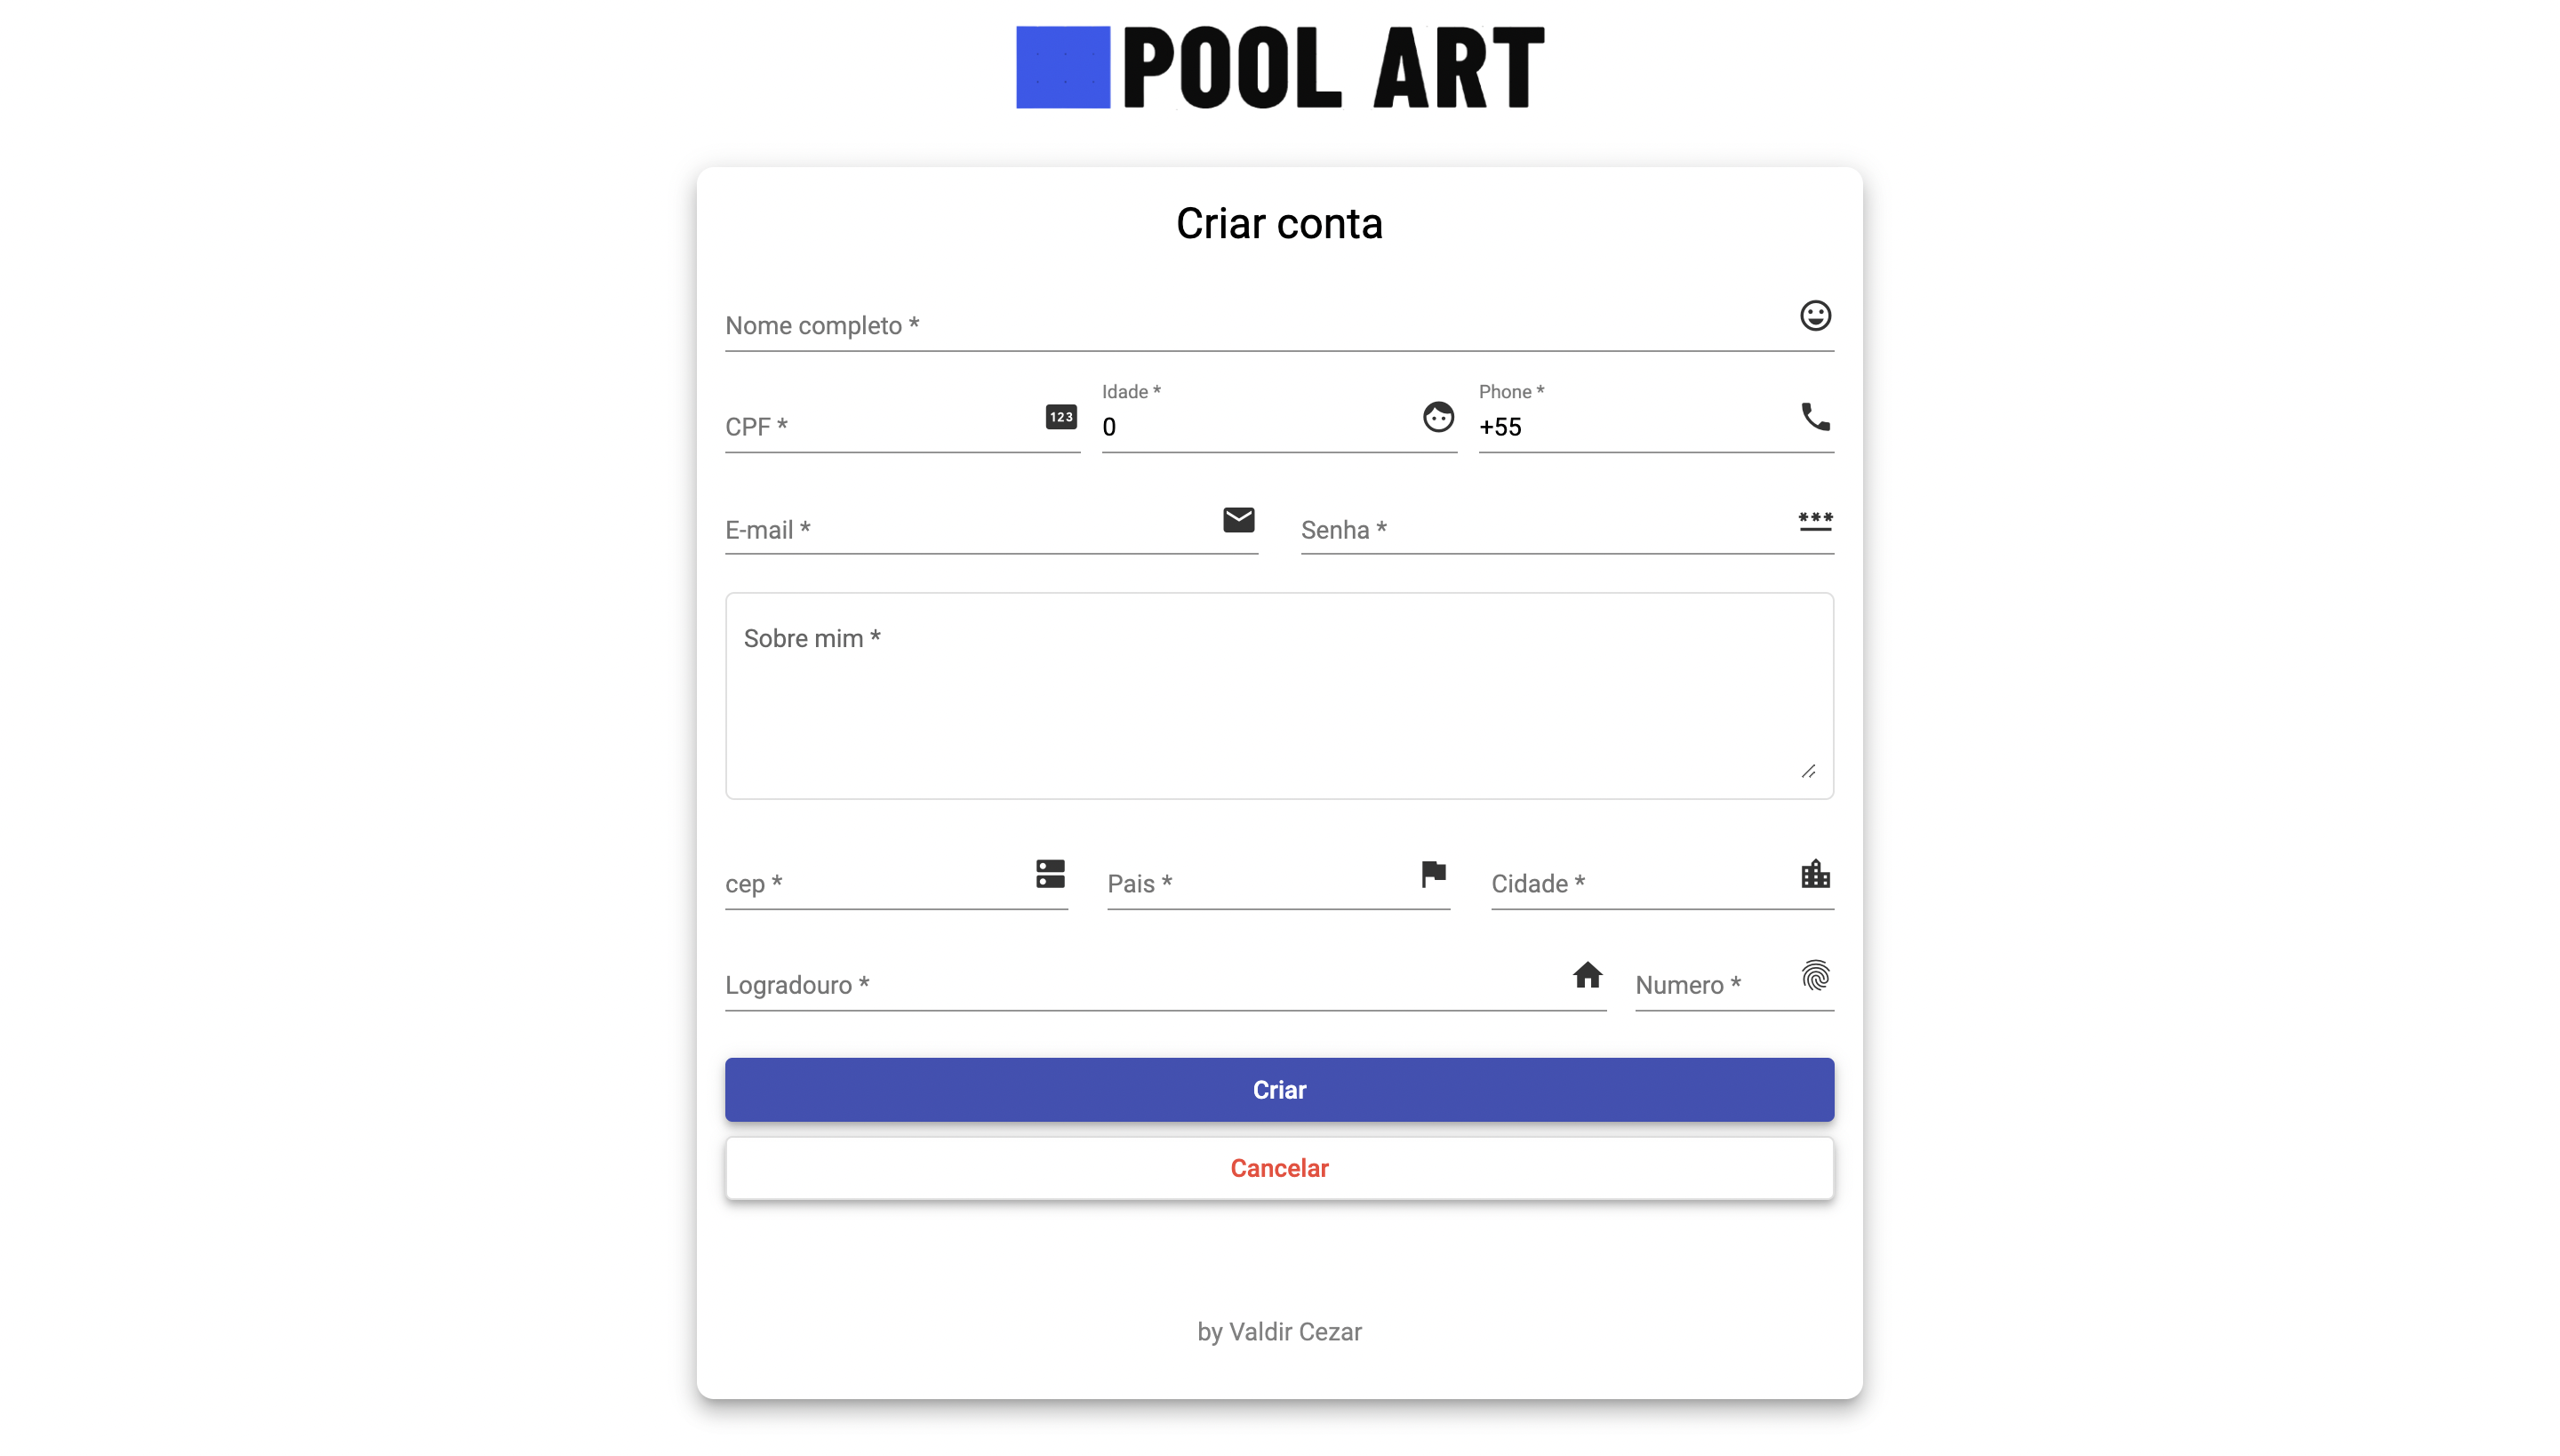 POOL ART
Criar conta
Nome completo *
CPF *
123
Idade *
0
Phone *
+55
E-mail *
Senha *
***
Sobre mim *
cep *
Pais *
Cidade *
Logradouro *
Numero *
Criar
Cancelar
by Valdir Cezar